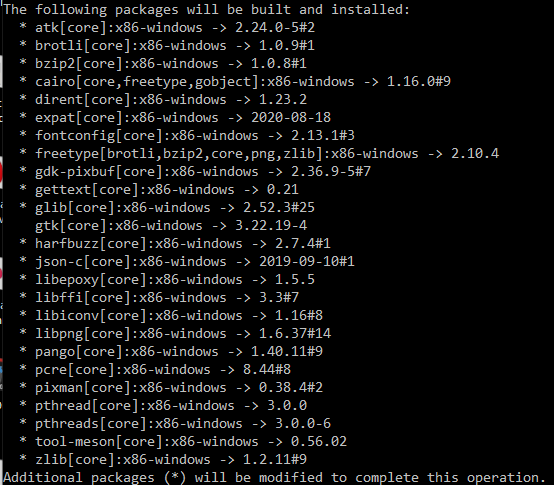 The following packages will be built and installed:
* atk[core]:x86-windows -> 2.24.0-5#2
* brotli[core]:x86-windows -> 1.0.9#1
* bzip2[core]:x86-windows -> 1.0.8#1
* cairo[core,freetype,gobject]:x86-windows -> 1.16.0#9
* dirent[core]:x86-windows -> 1.23.2
* expat[core]:x86-windows -> 2020-08-18
* fontconfig[core]:x86-windows -> 2.13.1#3
* freetype[brotli,bzip2,core,png,zlib]:x86-windows -> 2.10.4
* gdk-pixbuf[core]:x86-windows -> 2.36.9-5#7
* gettext[core]:x86-windows -> 0.21
* glib[core]:x86-windows -> 2.52.3#25
gtk[core]:x86-windows -> 3.22.19-4
* harfbuzz[core]:x86-windows -> 2.7.4#1
* json-c[core]:x86-windows -> 2019-09-10#1
* libepoxy[core]:x86-windows -> 1.5.5
* libffi[core]:x86-windows -> 3.3#7
* libiconv[core]:x86-windows -> 1.16#8
* libpng[core]:x86-windows -> 1.6.37#14
* pango[core]:x86-windows -> 1.40.11#9
* pcre[core]:x86-windows -> 8.44#8
* pixman[core]:x86-windows -> 0.38.4#2
* pthread[core]:x86-windows -> 3.0.0
* pthreads[core]:x86-windows -> 3.0.0-6
* tool-meson[core]:x86-windows -> 0.56.02
* zlib[core]:x86-windows -> 1.2.11#9
Additional packages (*) will be modified to complete this operation.